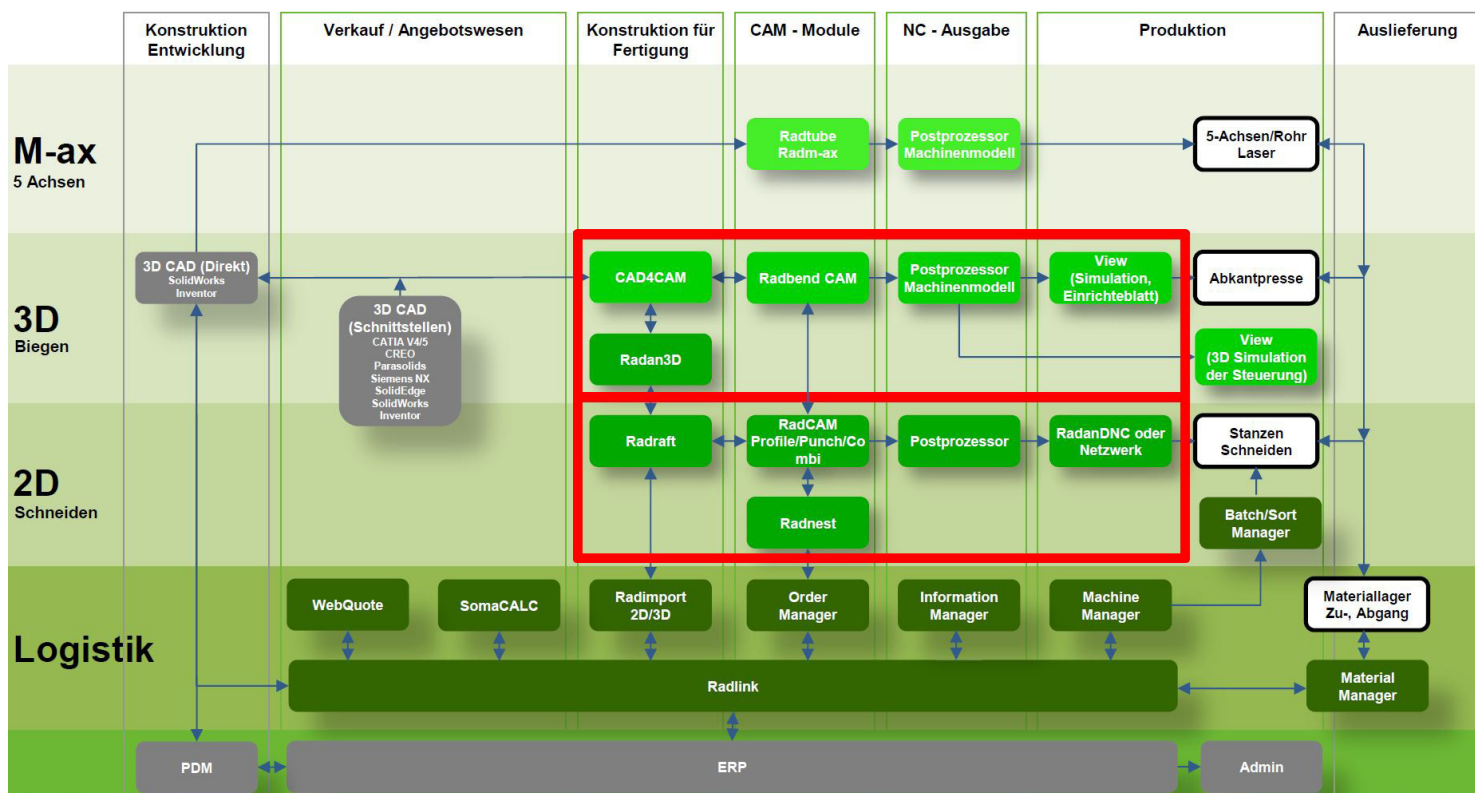 Konstruktion
Entwicklung
Verkauf / Angebotswesen
Konstruktion für
Fertigung
CAM - Module
NC - Ausgabe
Produktion
Auslieferung
M-ax
5 Achsen
Radtube
Radm-ax
Postprozessor
Machinenmodell
5-Achsen/Rohr
Laser
3D
Biegen
3D CAD (Direkt)
SolidWorks
Inventor
3D CAD
(Schnittstellen)
CATIA V4/5
CREO
Parasolids
Siemens NX
SolidEdge
SolidWorks
Inventor
CAD4CAM
Radbend CAM
Postprozessor
Machinenmodell
View
(Simulation,
Einrichteblatt)
Abkantpresse
Radan3D
View
(3D Simulation
der Steuerung)
2D
Schneiden
Radraft
RadCAM
Profile/Punch/Co
mbi
Postprozessor
RadanDNC oder
Netzwerk
Stanzen
Schneiden
Radnest
Batch/Sort
Manager
Logistik
WebQuote
SomaCALC
Radimport
2D/3D
Order
Manager
Information
Manager
Machine
Manager
Materiallager
Zu-, Abgang
Radlink
Material
Manager
PDM
ERP
Admin